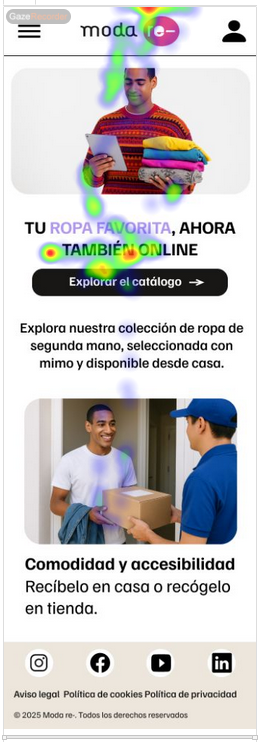 GazeRecorder
moda re-
TU ROPA FAVORITA, AHORA
TAMBIÉN ONLINE
Explorar el catálogo →
Explora nuestra colección de ropa de
segunda mano, seleccionada con
mimo y disponible desde casa.
Comodidad y accesibilidad
Recíbelo en casa o recógelo
en tienda.
Aviso legal Política de cookies Política de privacidad
© 2025 Moda re-. Todos los derechos reservados